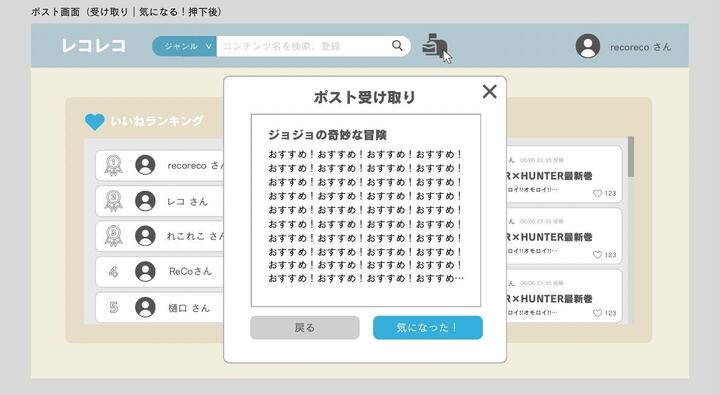 ポスト画面（受け取り｜気になる！押下後）
レコレコ
ジャンル
コンテンツ名を検索、登録
recoreco さん
ポスト受け取り
いいねランキング
ジョジョの奇妙な冒険
おすすめ！おすすめ！おすすめ！おすすめ！
おすすめ！おすすめ！おすすめ！おすすめ！
おすすめ！おすすめ！おすすめ！おすすめ！
おすすめ！おすすめ！おすすめ！おすすめ！
おすすめ！おすすめ！おすすめ！おすすめ！
おすすめ！おすすめ！おすすめ！おすすめ！
おすすめ！おすすめ！おすすめ！おすすめ！
おすすめ！おすすめ！おすすめ！おすすめ！
おすすめ！おすすめ！おすすめ！おすすめ！
おすすめ！おすすめ！おすすめ！おすすめ…
戻る
気になった！
1
recoreco さん
2
レコ さん
3
れこれこ さん
4
ReCoさん
5
樋口 さん
ん 06/06 23:35 投稿
R×HUNTER最新巻
ロイ!!オモロイ!!…
123
ん 06/06 23:35 投稿
R×HUNTER最新巻
ロイ!!オモロイ!!…
123
ん 06/06 23:35 投稿
R×HUNTER最新巻
ロイ!!オモロイ!!…
123